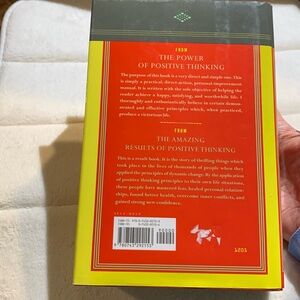 FROM
THE POWER
OF POSITIVE THINKING
The purpose of this book is a very direct and simple one. This
is simply a practical, direct-action, personal improvement
manual. It is written with the sole objective of helping the
reader achieve a happy, satisfying, and worthwhile life. I
thoroughly and enthusiastically believe in certain demon-
strated and effective principles which, when practiced,
produce a victorious life.
FROM
THE AMAZING
RESULTS OF POSITIVE THINKING
This is a result book. It is the story of thrilling things which
took place in the lives of thousands of people when they
applied the principles of dynamic change. By the application
of positive thinking principles to their own life situations,
these people have mastered fear, healed personal relation-
ships, found better health, overcome inner conflicts, and
gained strong new confidence.
SELF-HELP
90000
9 780743 292153